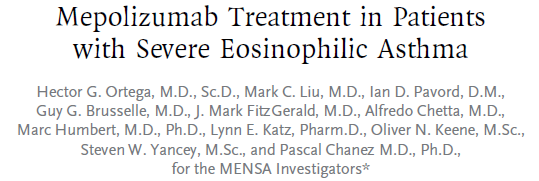 Mepolizumab Treatment in Patients
with Severe Eosinophilic Asthma
Hector G. Ortega, M.D., Sc.D., Mark C. Liu, M.D., Ian D. Pavord, D.M.,
Guy G. Brusselle, M.D., J. Mark FitzGerald, M.D., Alfredo Chetta, M.D.,
Marc Humbert, M.D., Ph.D., Lynn E. Katz, Pharm.D., Oliver N. Keene, M.Sc.,
Steven W. Yancey, M.Sc., and Pascal Chanez M.D., Ph.D.,
for the MENSA Investigators*